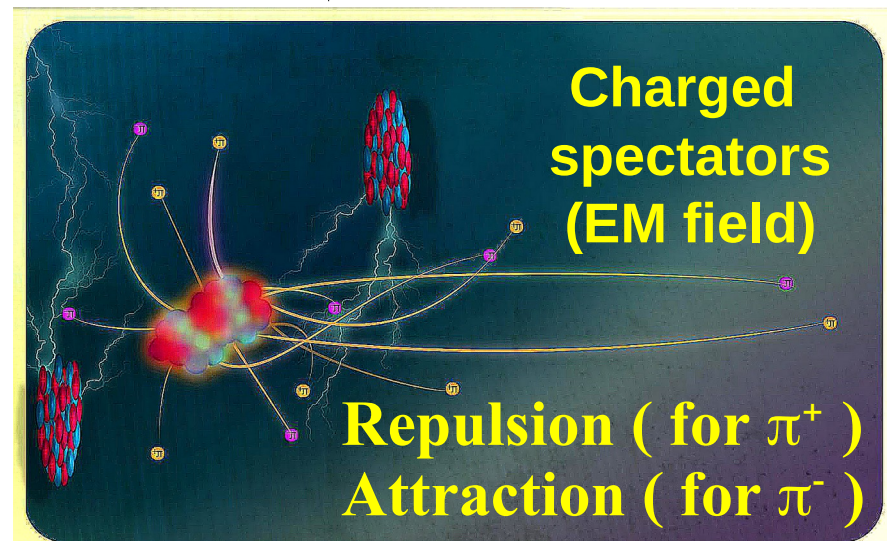 Charged
spectators
(EM field)
π
π
π
π
π
π
π
π
π
π
π
π
π
Repulsion ( for π⁺ )
Attraction ( for π⁻ )